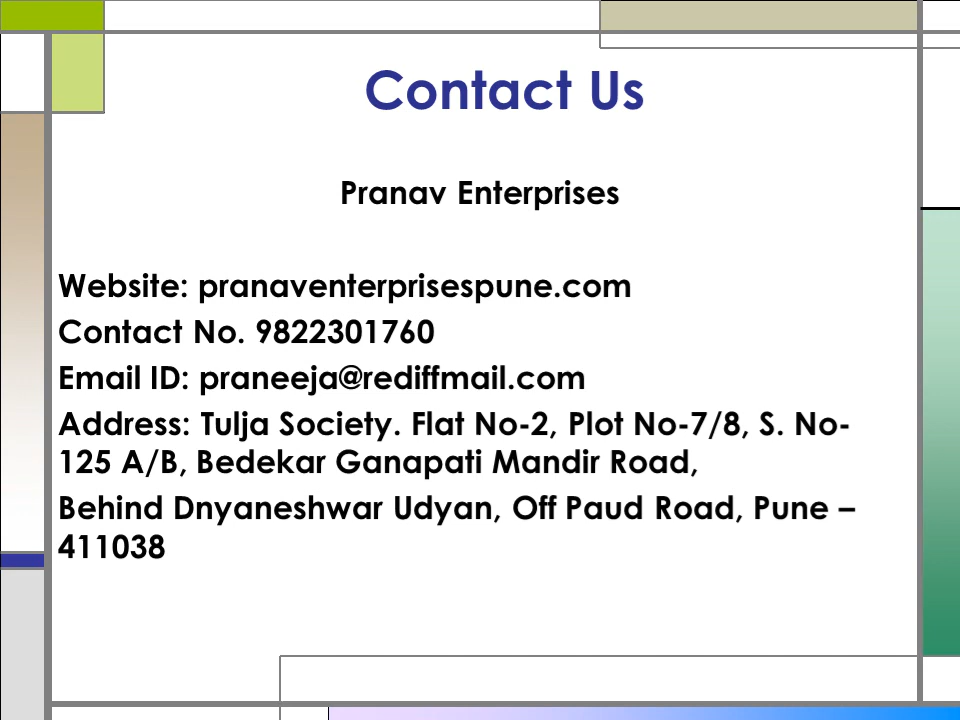 Contact Us
Pranav Enterprises
Website: pranaventerprisespune.com
Contact No. 9822301760
Email ID: praneeja@rediffmail.com
Address: Tulja Society. Flat No-2, Plot No-7/8, S. No-
125 A/B, Bedekar Ganapati Mandir Road,
Behind Dnyaneshwar Udyan, Off Paud Road, Pune –
411038